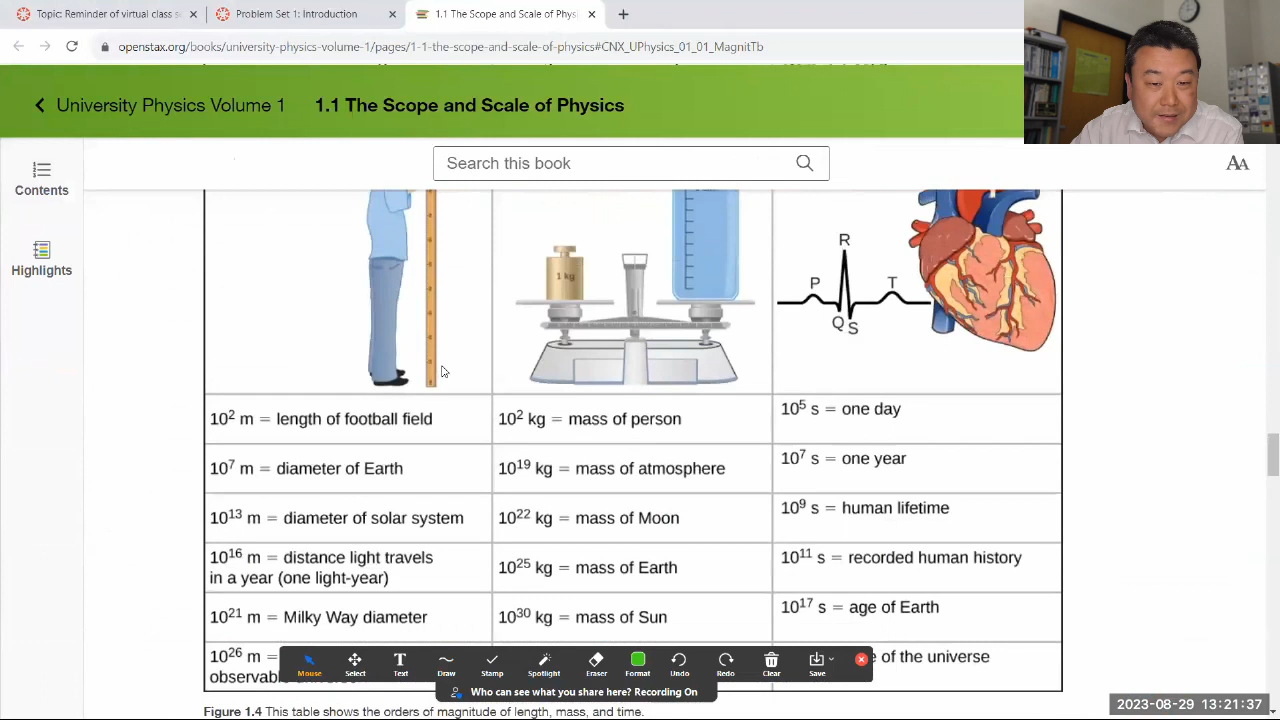 Topic: Reminder of virtual class s
Problem Set 1: Introduction
1.1 The Scope and Scale of Physi
openstax.org/books/university-physics-volume-1/pages/1-1-the-scope-and-scale-of-physics#CNX_UPhysics_01_01_MagnitTb
University Physics Volume 1
1.1 The Scope and Scale of Physics
Contents
Search this book
AA
Highlights
1 kg
R
P
T
Q
S
10² m = length of football field
10² kg = mass of person
10⁵ s = one day
10⁷ m = diameter of Earth
10¹⁹ kg = mass of atmosphere
10⁷ s = one year
10¹³ m = diameter of solar system
10²² kg = mass of Moon
10⁹ s = human lifetime
10¹⁶ m = distance light travels
in a year (one light-year)
10²⁵ kg = mass of Earth
10¹¹ s = recorded human history
10²¹ m = Milky Way diameter
10³⁰ kg = mass of Sun
10¹⁷ s = age of Earth
10²⁶ m =
e of the universe
Mouse
Select
Text
Draw
Stamp
Spotlight
Eraser
Format
Undo
Redo
Clear
Save
Who can see what you share here? Recording On
Figure 1.4 This table shows the orders of magnitude of length, mass, and time.
2023-08-29 13:21:37